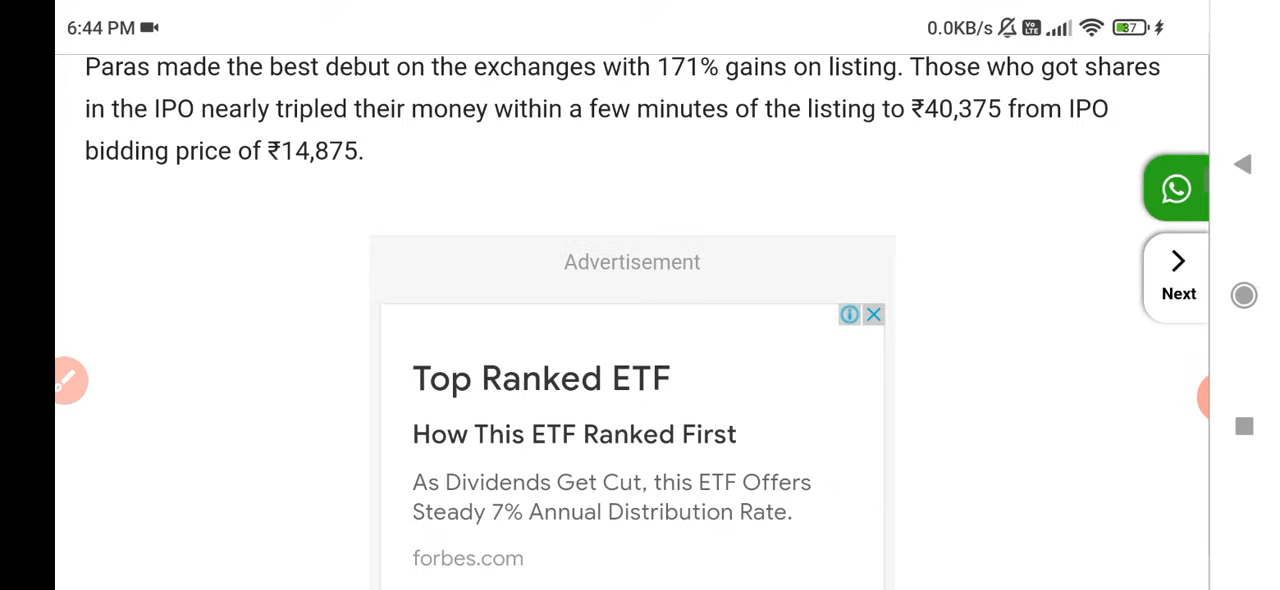 6:44 PM
0.0KB/s Vo LTE 37
Paras made the best debut on the exchanges with 171% gains on listing. Those who got shares
in the IPO nearly tripled their money within a few minutes of the listing to ₹40,375 from IPO
bidding price of ₹14,875.
Next
Advertisement
Top Ranked ETF
How This ETF Ranked First
As Dividends Get Cut, this ETF Offers
Steady 7% Annual Distribution Rate.
forbes.com